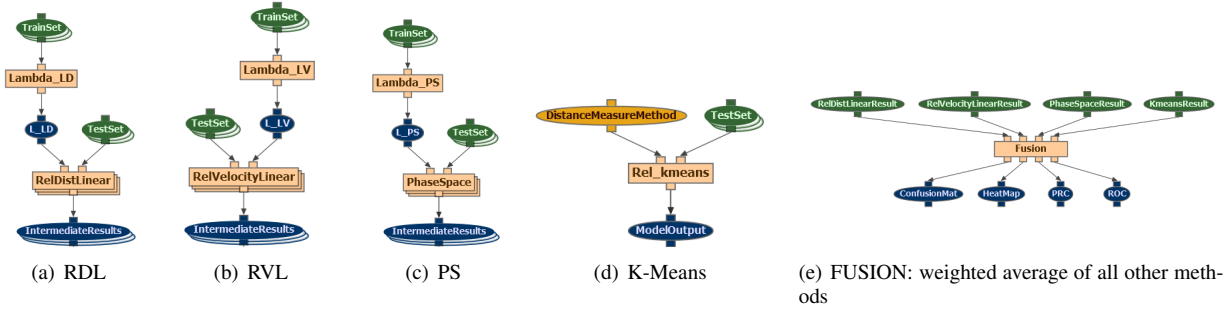 TrainSet
Lambda_LD
L_LD
TestSet
RelDistLinear
IntermediateResults
(a) RDL
TrainSet
Lambda_LV
TestSet
L_LV
RelVelocityLinear
IntermediateResults
(b) RVL
TrainSet
Lambda_PS
L_PS
TestSet
PhaseSpace
IntermediateResults
(c) PS
DistanceMeasureMethod
TestSet
Rel_kmeans
ModelOutput
(d) K-Means
RelDistLinearResult
RelVelocityLinearResult
PhaseSpaceResult
KmeansResult
Fusion
ConfusionMat
HeatMap
PRC
ROC
(e) FUSION: weighted average of all other meth-
ods